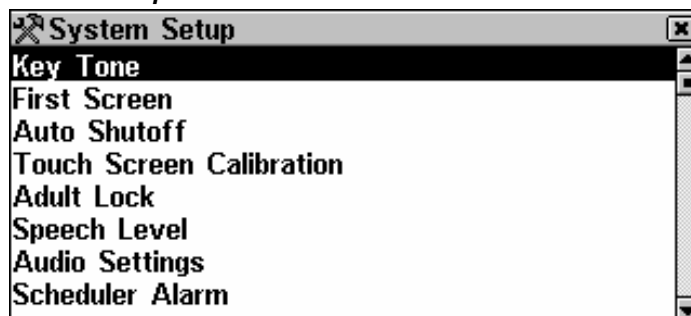 System Setup
Key Tone
First Screen
Auto Shutoff
Touch Screen Calibration
Adult Lock
Speech Level
Audio Settings
Scheduler Alarm